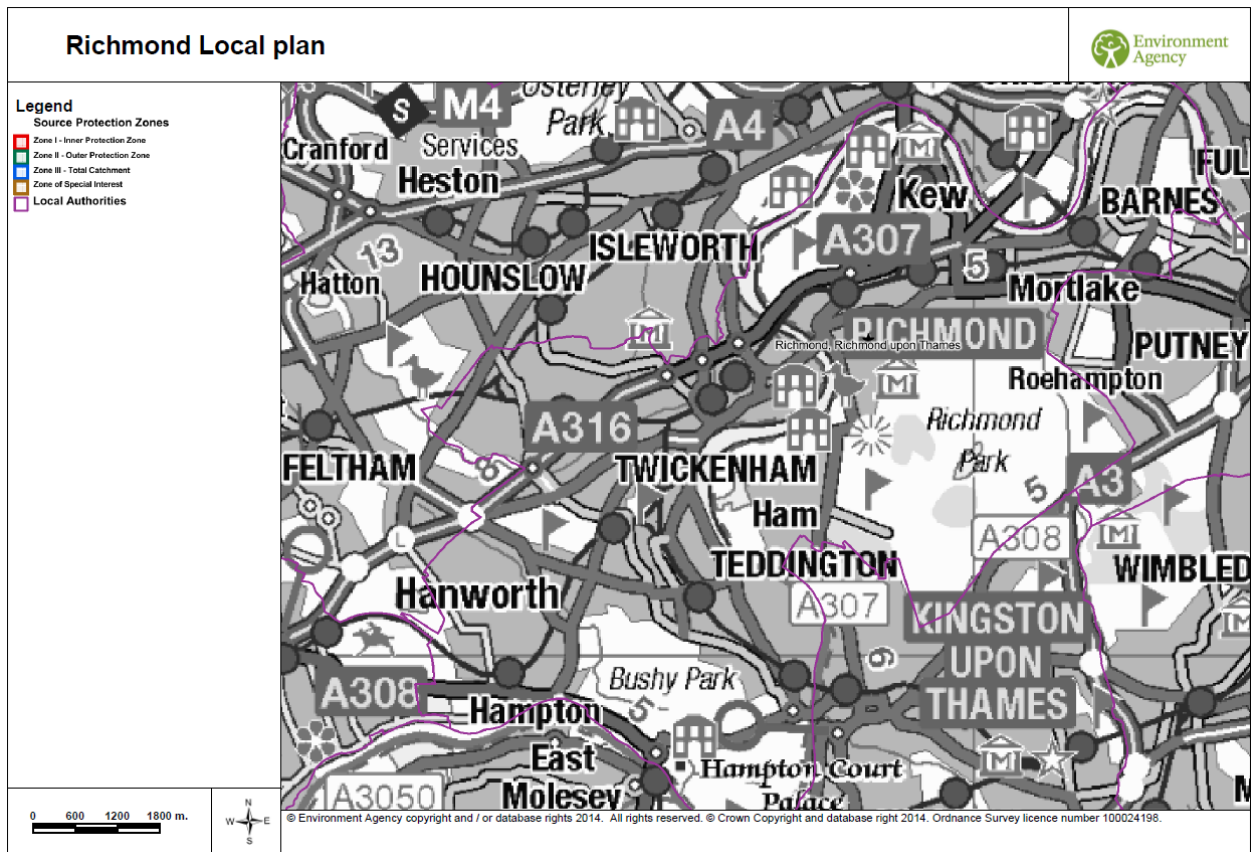 Richmond Local plan
Environment
Agency
Legend
Source Protection Zones
Zone I - Inner Protection Zone
Zone II - Outer Protection Zone
Zone III - Total Catchment
Zone of Special Interest
Local Authorities
Osterley
Park
S M4
A4
Cranford
Services
Heston
FUL
Kew
BARNES
ISLEWORTH
A307
13
Hatton
HOUNSLOW
5
Mortlake
RICHMOND
Richmond, Richmond upon Thames
PUTNEY
Roehampton
A316
Richmond
Park
FELTHAM
8
TWICKENHAM
5
A3
Ham
A308
L
TEDDINGTON
WIMBLED
Hanworth
A307
KINGSTON
UPON
THAMES
6
Bushy Park
A308
5
Hampton
East
Molesey
Hampton Court
Palace
A3050
M
0 600 1200 1800 m.
N
W E
S
© Environment Agency copyright and / or database rights 2014. All rights reserved. © Crown Copyright and database right 2014. Ordnance Survey licence number 100024198.